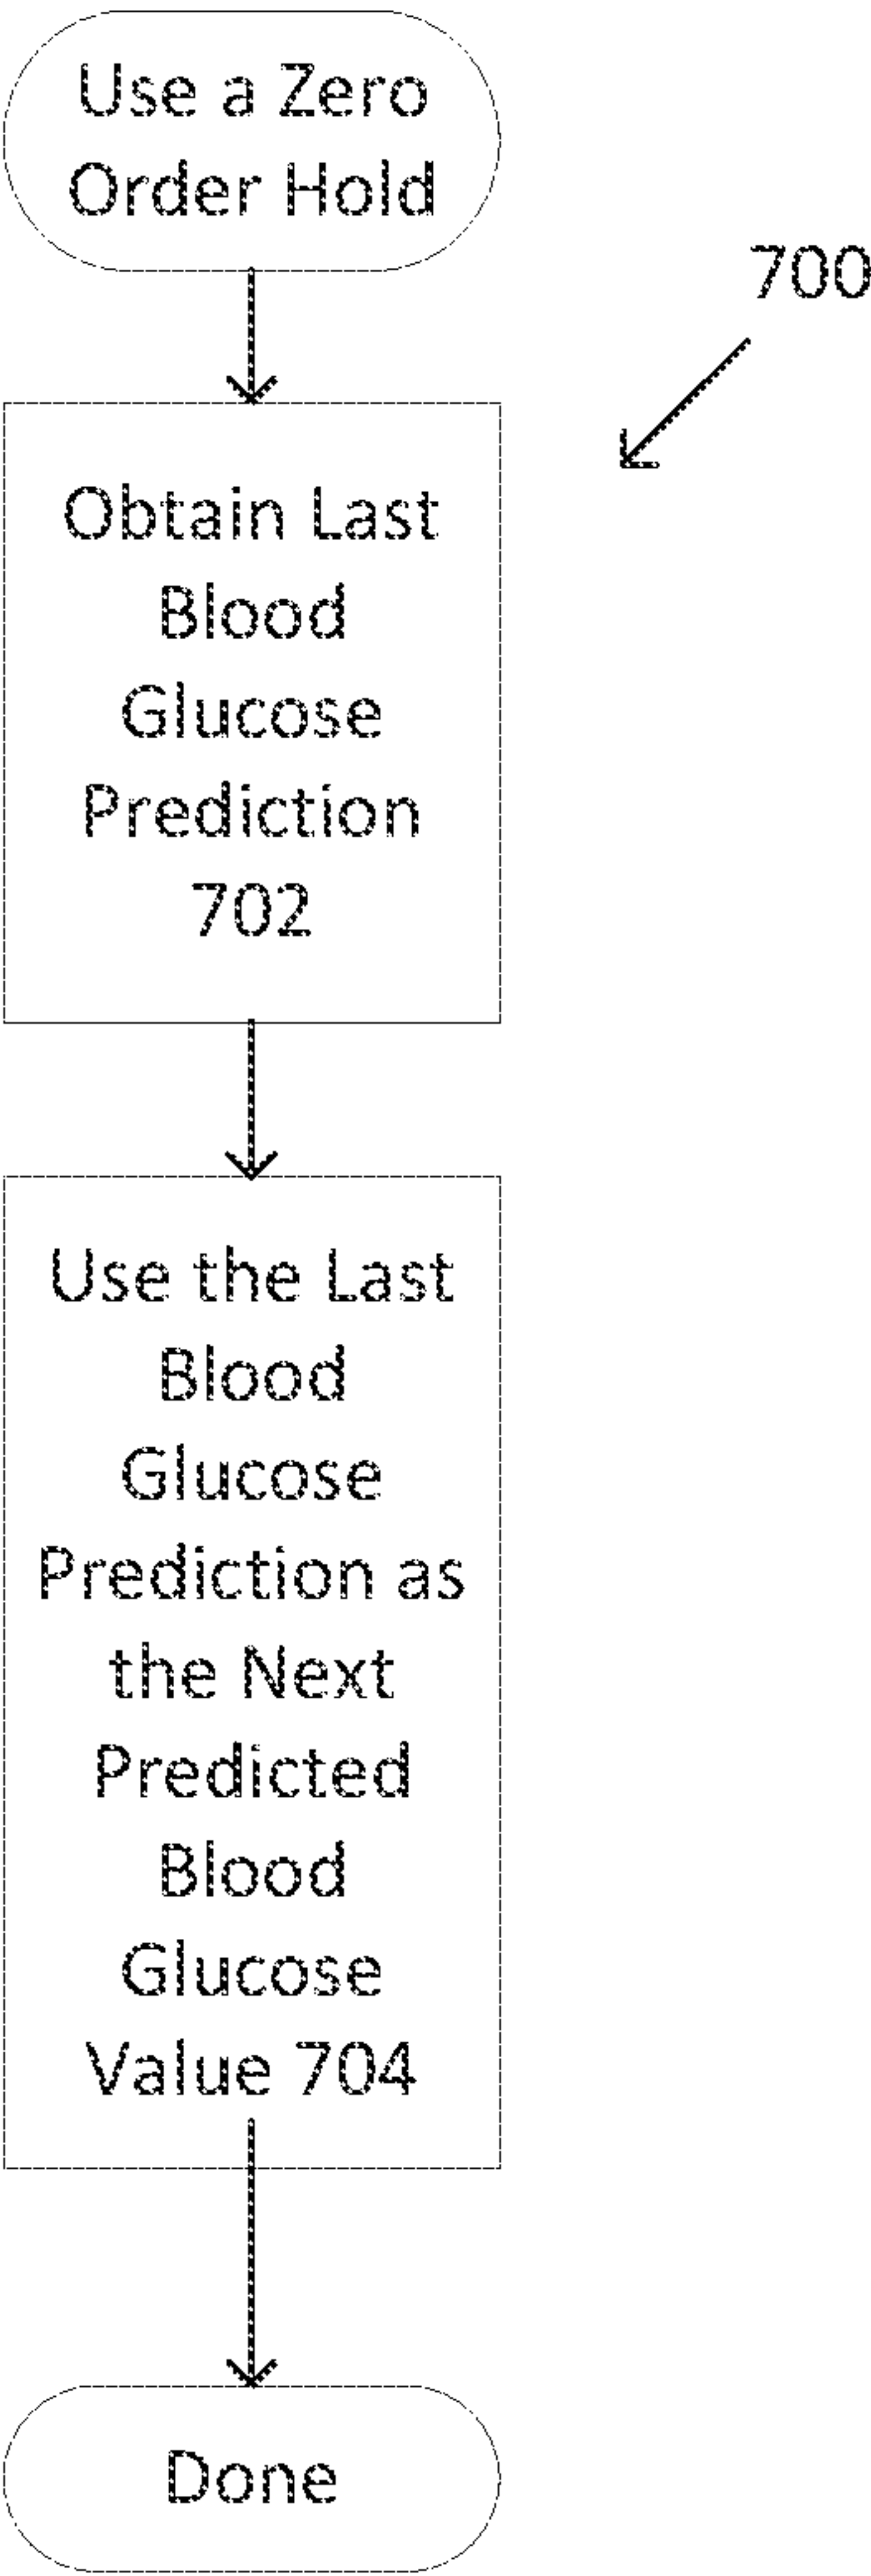 Use a Zero
Order Hold
700
Obtain Last
Blood
Glucose
Prediction
702
Use the Last
Blood
Glucose
Prediction as
the Next
Predicted
Blood
Glucose
Value 704
Done